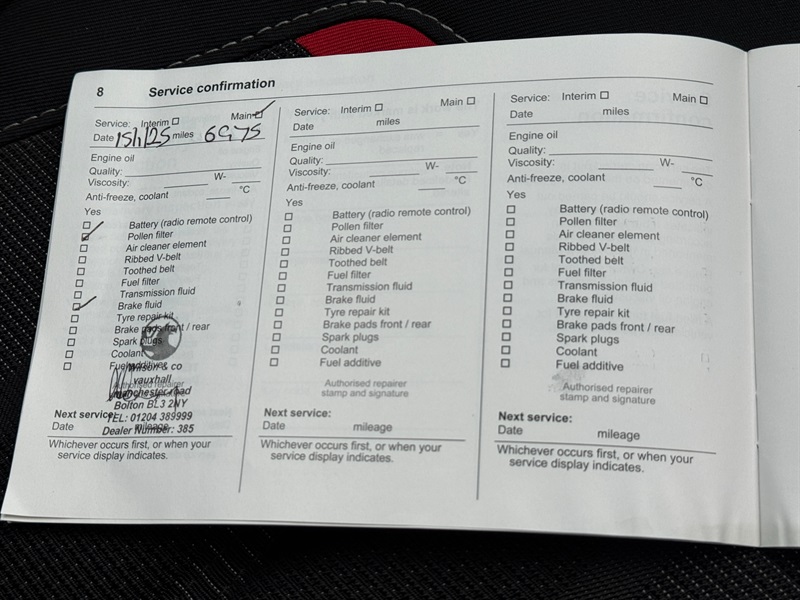 8 Service confirmation
Service: Interim ☐ Main ☑
Date 15/1/25 miles
Engine oil
Quality:
Viscosity: W-
Anti-freeze, coolant °C
Yes
☐ Battery (radio remote control)
☑ Pollen filter
☐ Air cleaner element
☐ Ribbed V-belt
☐ Toothed belt
☐ Fuel filter
☐ Transmission fluid
☑ Brake fluid
☐ Tyre repair kit
☐ Brake pads front / rear
☐ Spark plugs
☐ Coolant
☐ Fuel additive
Wilson & co
vauxhall
manchester road
Bolton BL3 2NY
TEL: 01204 389999
Dealer Number: 385
Authorised repairer
Next service:
Date mileage
Whichever occurs first, or when your
service display indicates.
Service: Interim ☐ Main ☐
Date miles
Engine oil
Quality:
Viscosity: W-
Anti-freeze, coolant °C
Yes
☐ Battery (radio remote control)
☐ Pollen filter
☐ Air cleaner element
☐ Ribbed V-belt
☐ Toothed belt
☐ Fuel filter
☐ Transmission fluid
☐ Brake fluid
☐ Tyre repair kit
☐ Brake pads front / rear
☐ Spark plugs
☐ Coolant
☐ Fuel additive
Authorised repairer
stamp and signature
Next service:
Date mileage
Whichever occurs first, or when your
service display indicates.
Service: Interim ☐ Main ☐
Date miles
Engine oil
Quality:
Viscosity: W-
Anti-freeze, coolant °C
Yes
☐ Battery (radio remote control)
☐ Pollen filter
☐ Air cleaner element
☐ Ribbed V-belt
☐ Toothed belt
☐ Fuel filter
☐ Transmission fluid
☐ Brake fluid
☐ Tyre repair kit
☐ Brake pads front / rear
☐ Spark plugs
☐ Coolant
☐ Fuel additive
Authorised repairer
stamp and signature
Next service:
Date mileage
Whichever occurs first, or when your
service display indicates.